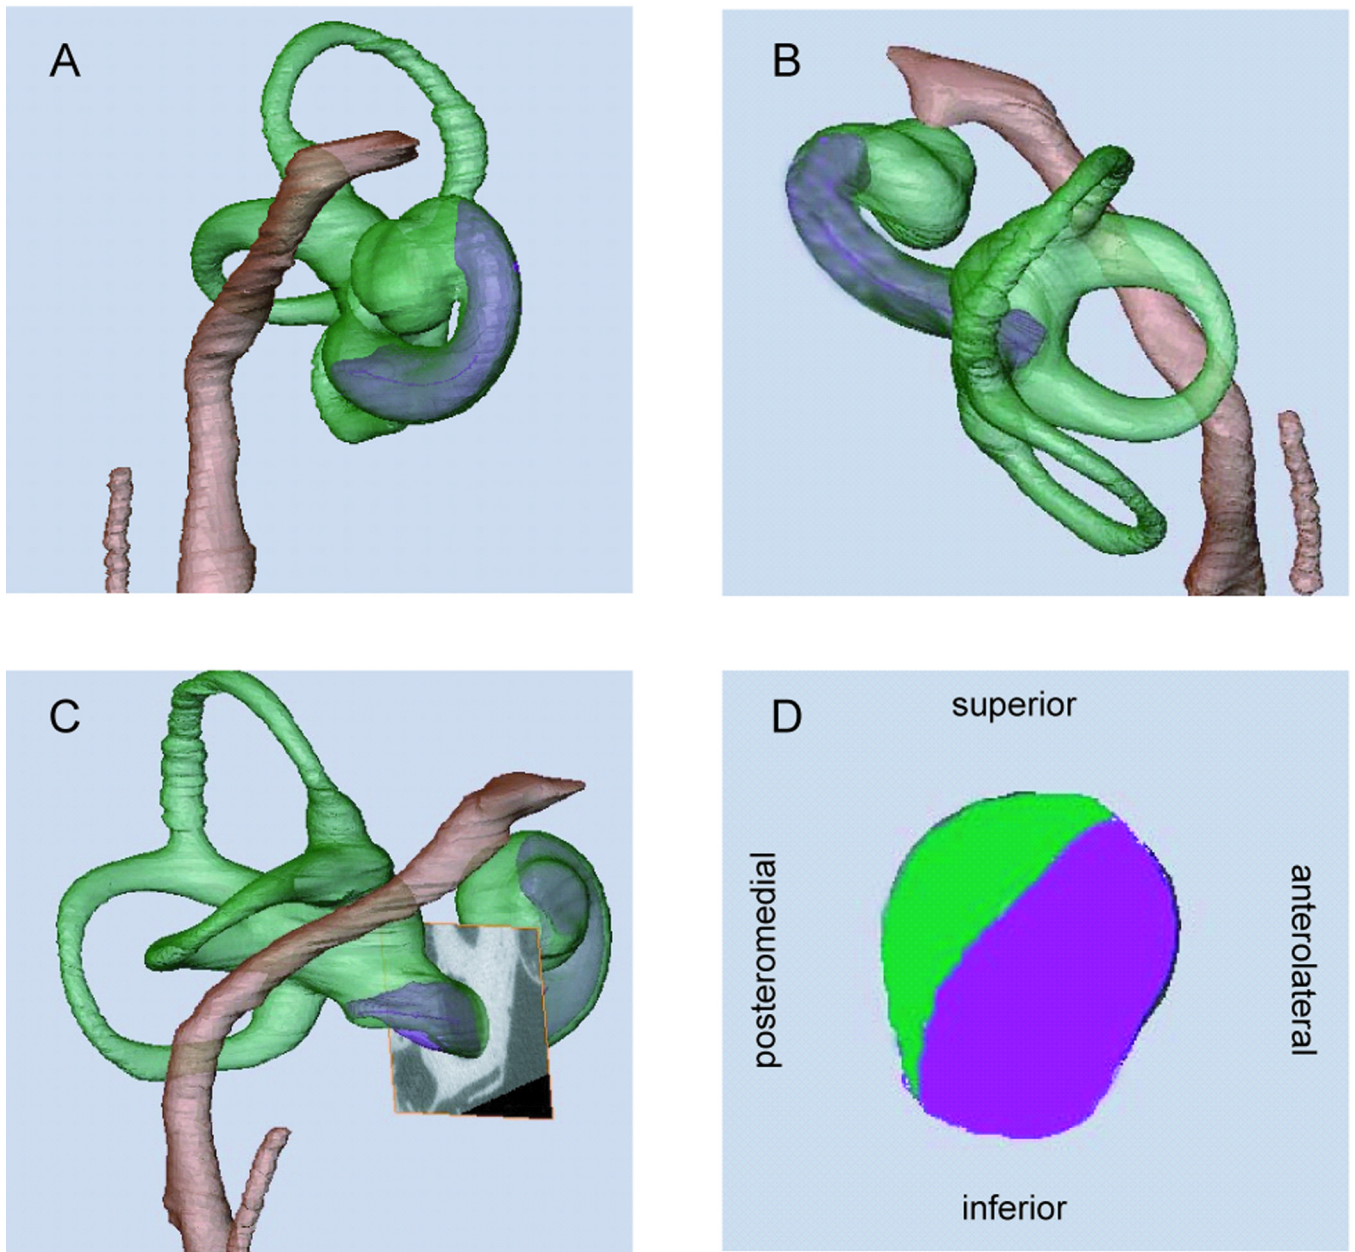 A
B
C
D
superior
posteromedial
anterolateral
inferior